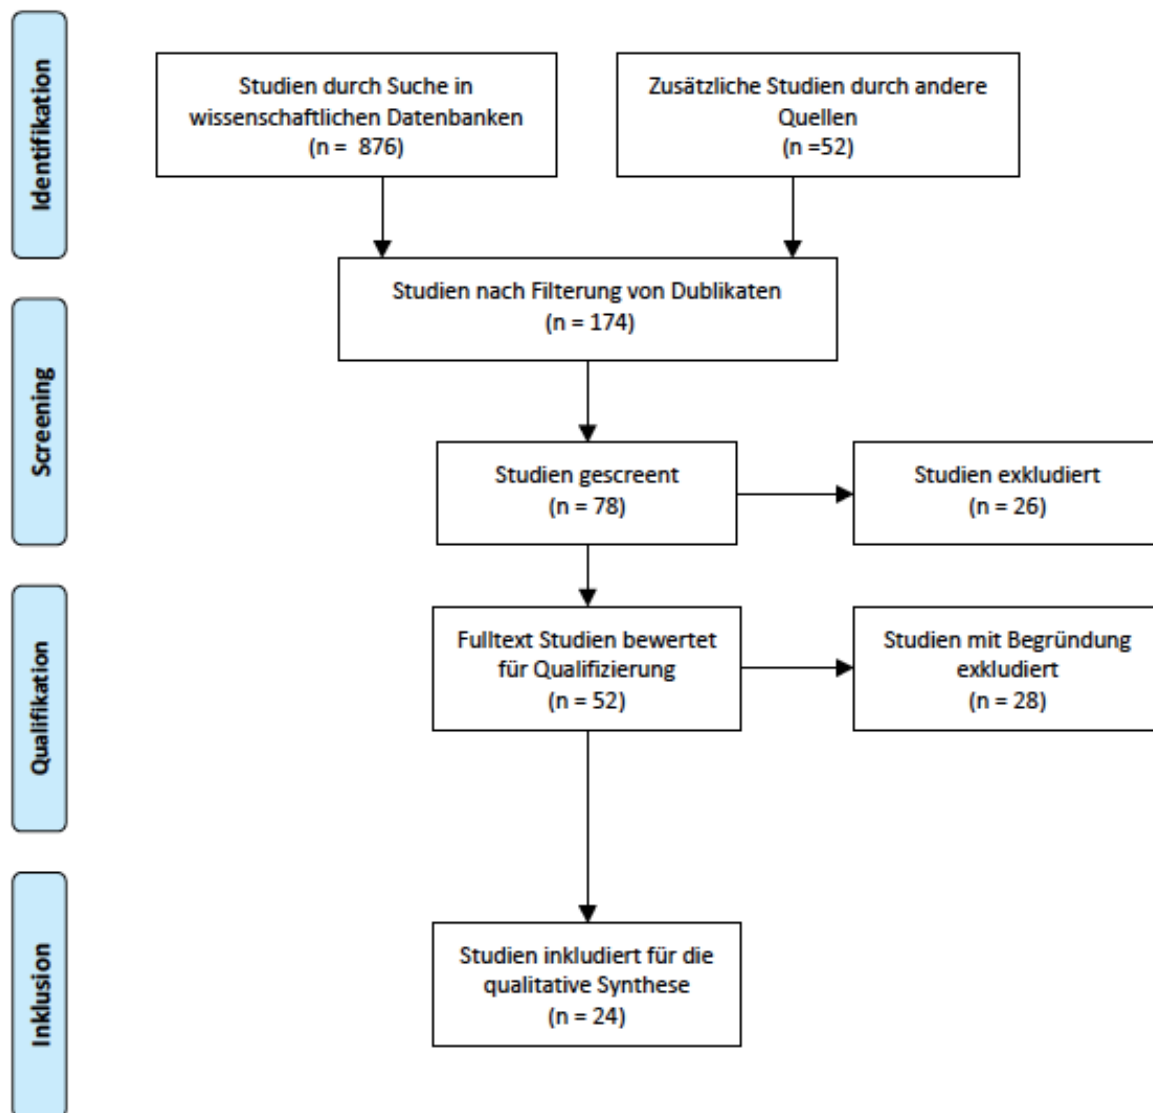 Identifikation
Studien durch Suche in
wissenschaftlichen Datenbanken
(n =  876)
Zusätzliche Studien durch andere
Quellen
(n =52)
Studien nach Filterung von Dublikaten
(n = 174)
Screening
Studien gescreent
(n = 78)
Studien exkludiert
(n = 26)
Qualifikation
Fulltext Studien bewertet
für Qualifizierung
(n = 52)
Studien mit Begründung
exkludiert
(n = 28)
Inklusion
Studien inkludiert für die
qualitative Synthese
(n = 24)